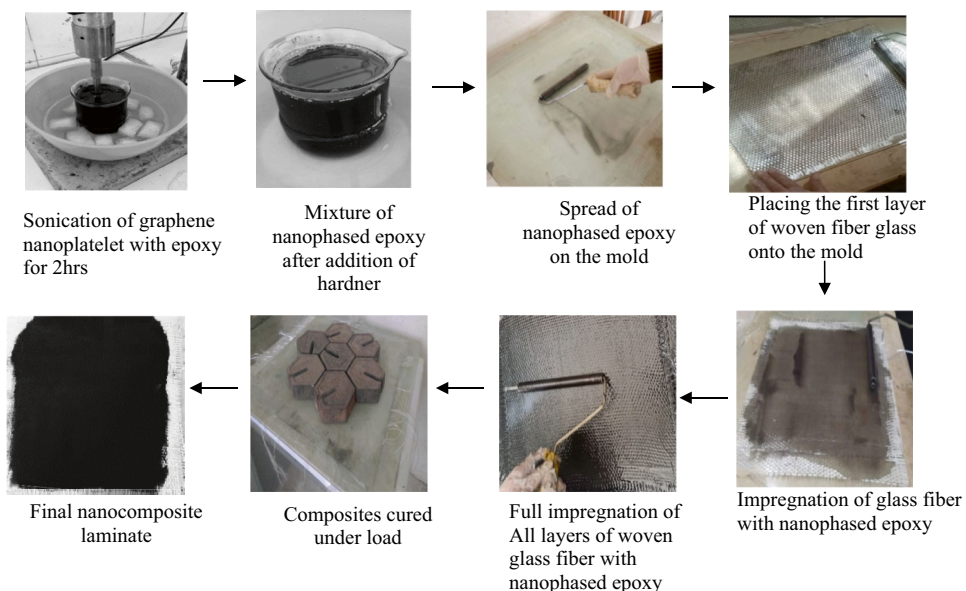 Sonication of graphene
nanoplatelet with epoxy
for 2hrs
Mixture of
nanophased epoxy
after addition of
hardner
Spread of
nanophased epoxy
on the mold
Placing the first layer
of woven fiber glass
onto the mold
Impregnation of glass fiber
with nanophased epoxy
Full impregnation of
All layers of woven
glass fiber with
nanophased epoxy
Composites cured
under load
Final nanocomposite
laminate